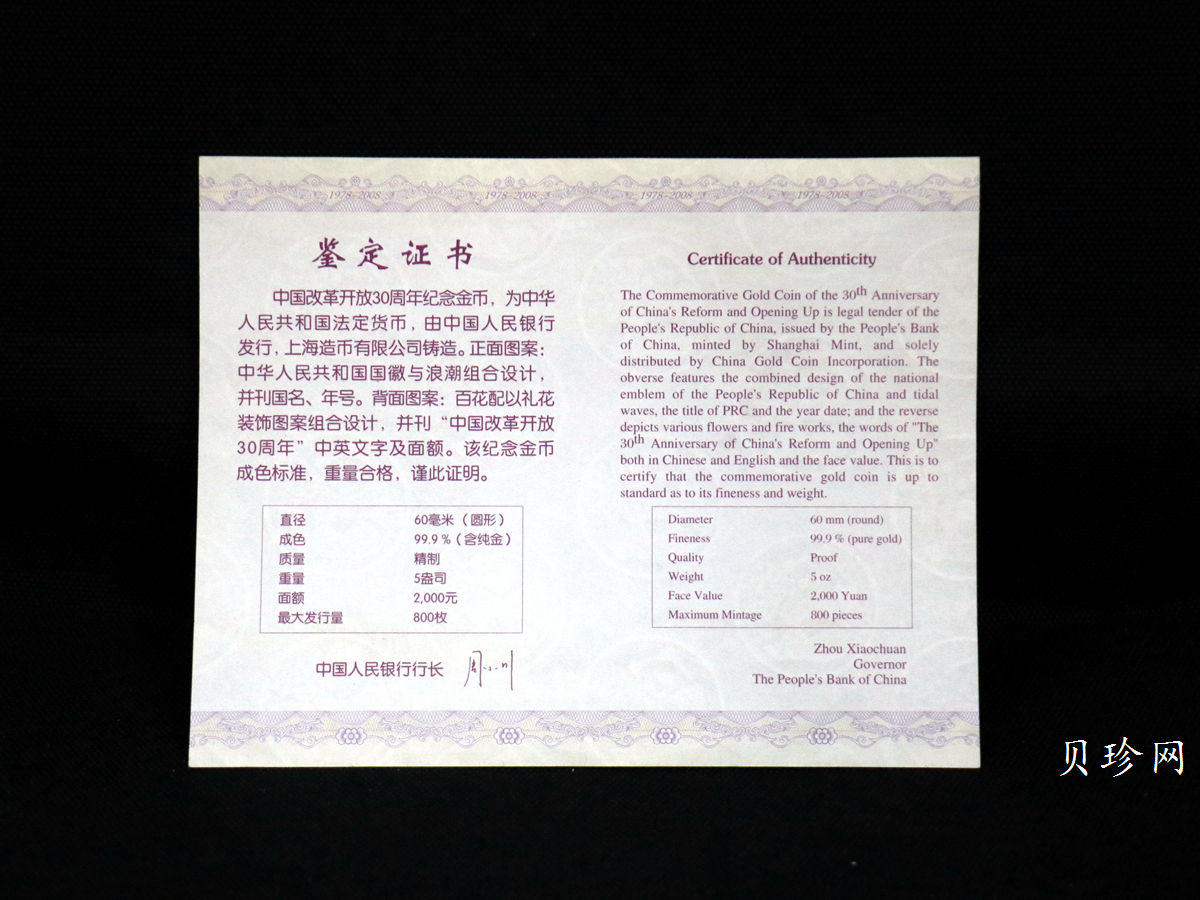 1978-2008 1978-2008 1978-2008 1978-2008
鉴定证书
中国改革开放30周年纪念金币，为中华
人民共和国法定货币，由中国人民银行
发行，上海造币有限公司铸造。正面图案：
中华人民共和国国徽与浪潮组合设计，
并刊国名、年号。背面图案：百花配以礼花
装饰图案组合设计，并刊“中国改革开放
30周年”中英文字及面额。该纪念金币
成色标准，重量合格，谨此证明。
直径 60毫米（圆形）
成色 99.9％（含纯金）
质量 精制
重量 5盎司
面额 2,000元
最大发行量 800枚
中国人民银行行长 周小川
Certificate of Authenticity
The Commemorative Gold Coin of the 30th Anniversary
of China's Reform and Opening Up is legal tender of the
People's Republic of China, issued by the People's Bank
of China, minted by Shanghai Mint, and solely
distributed by China Gold Coin Incorporation. The
obverse features the combined design of the national
emblem of the People's Republic of China and tidal
waves, the title of PRC and the year date; and the reverse
depicts various flowers and fire works, the words of "The
30th Anniversary of China's Reform and Opening Up"
both in Chinese and English and the face value. This is to
certify that the commemorative gold coin is up to
standard as to its fineness and weight.
Diameter 60 mm (round)
Fineness 99.9 % (pure gold)
Quality Proof
Weight 5 oz
Face Value 2,000 Yuan
Maximum Mintage 800 pieces
Zhou Xiaochuan
Governor
The People's Bank of China
贝珍网